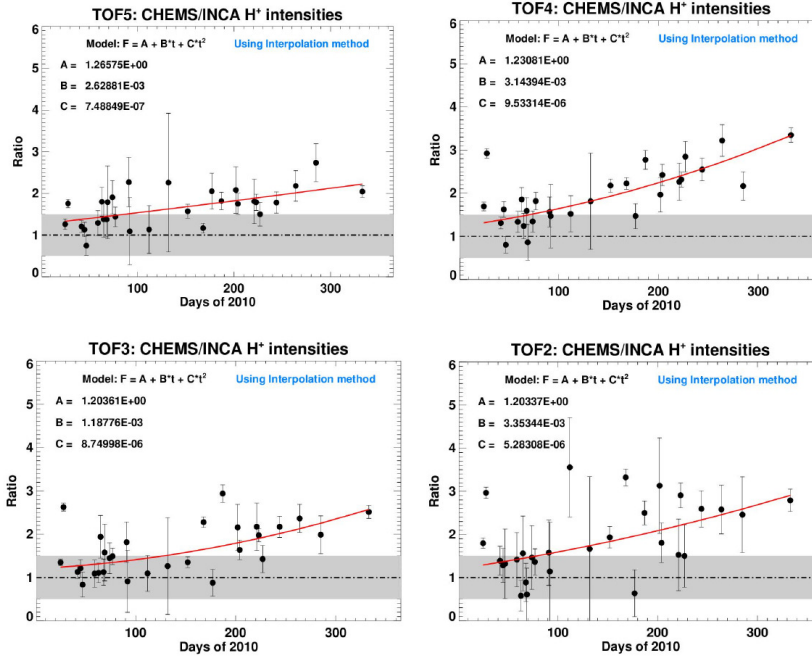 TOF5: CHEMS/INCA H⁺ intensities
Model: F = A + B*t + C*t²
Using Interpolation method
A = 1.26575E+00
B = 2.62881E-03
C = 7.48849E-07
6
5
4
3
2
1
0
Ratio
100 200 300
Days of 2010
TOF4: CHEMS/INCA H⁺ intensities
Model: F = A + B*t + C*t²
Using Interpolation method
A = 1.23081E+00
B = 3.14394E-03
C = 9.53314E-06
6
5
4
3
2
1
0
Ratio
100 200 300
Days of 2010
TOF3: CHEMS/INCA H⁺ intensities
Model: F = A + B*t + C*t²
Using Interpolation method
A = 1.20361E+00
B = 1.18776E-03
C = 8.74998E-06
6
5
4
3
2
1
0
Ratio
100 200 300
Days of 2010
TOF2: CHEMS/INCA H⁺ intensities
Model: F = A + B*t + C*t²
Using Interpolation method
A = 1.20337E+00
B = 3.35344E-03
C = 5.28308E-06
6
5
4
3
2
1
0
Ratio
100 200 300
Days of 2010